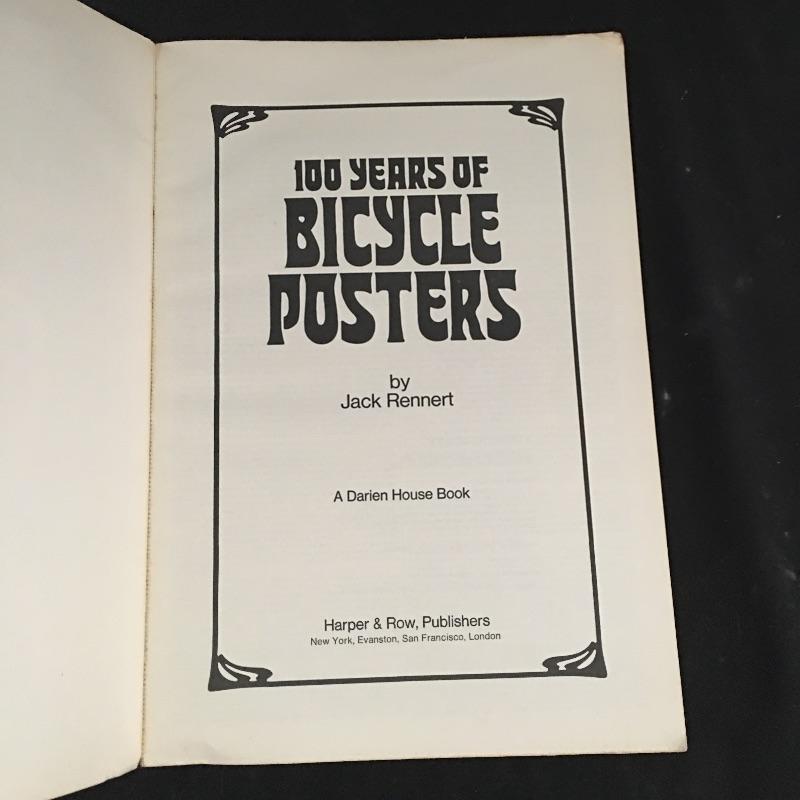 100 YEARS OF
BICYCLE
POSTERS
by
Jack Rennert
A Darien House Book
Harper & Row, Publishers
New York, Evanston, San Francisco, London